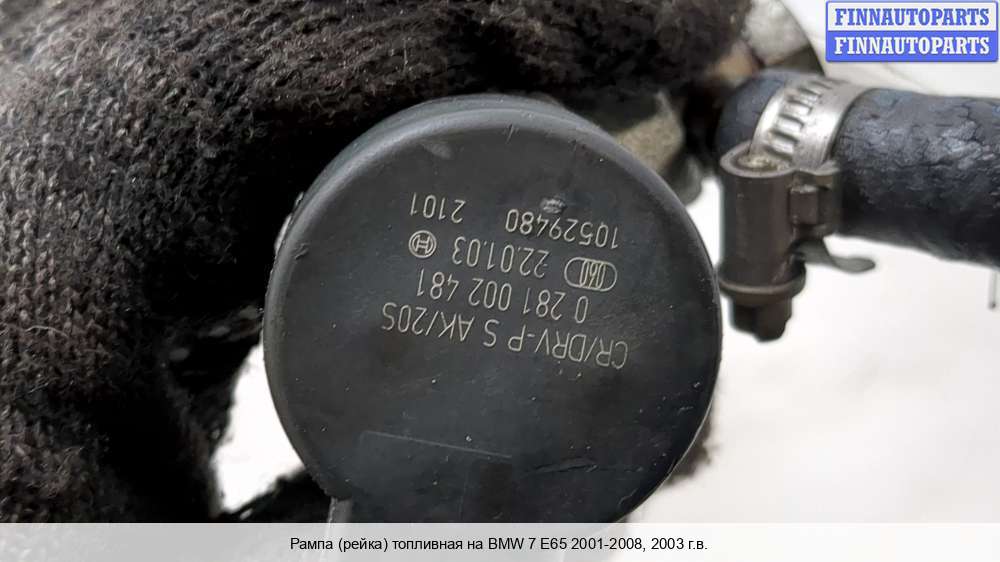 FINNAUTOPARTS
FINNAUTOPARTS
CR/DRV-P S AK/20S
0 281 002 481
060 22.01.03
10529480 2101
Рампа (рейка) топливная на BMW 7 E65 2001-2008, 2003 г.в.